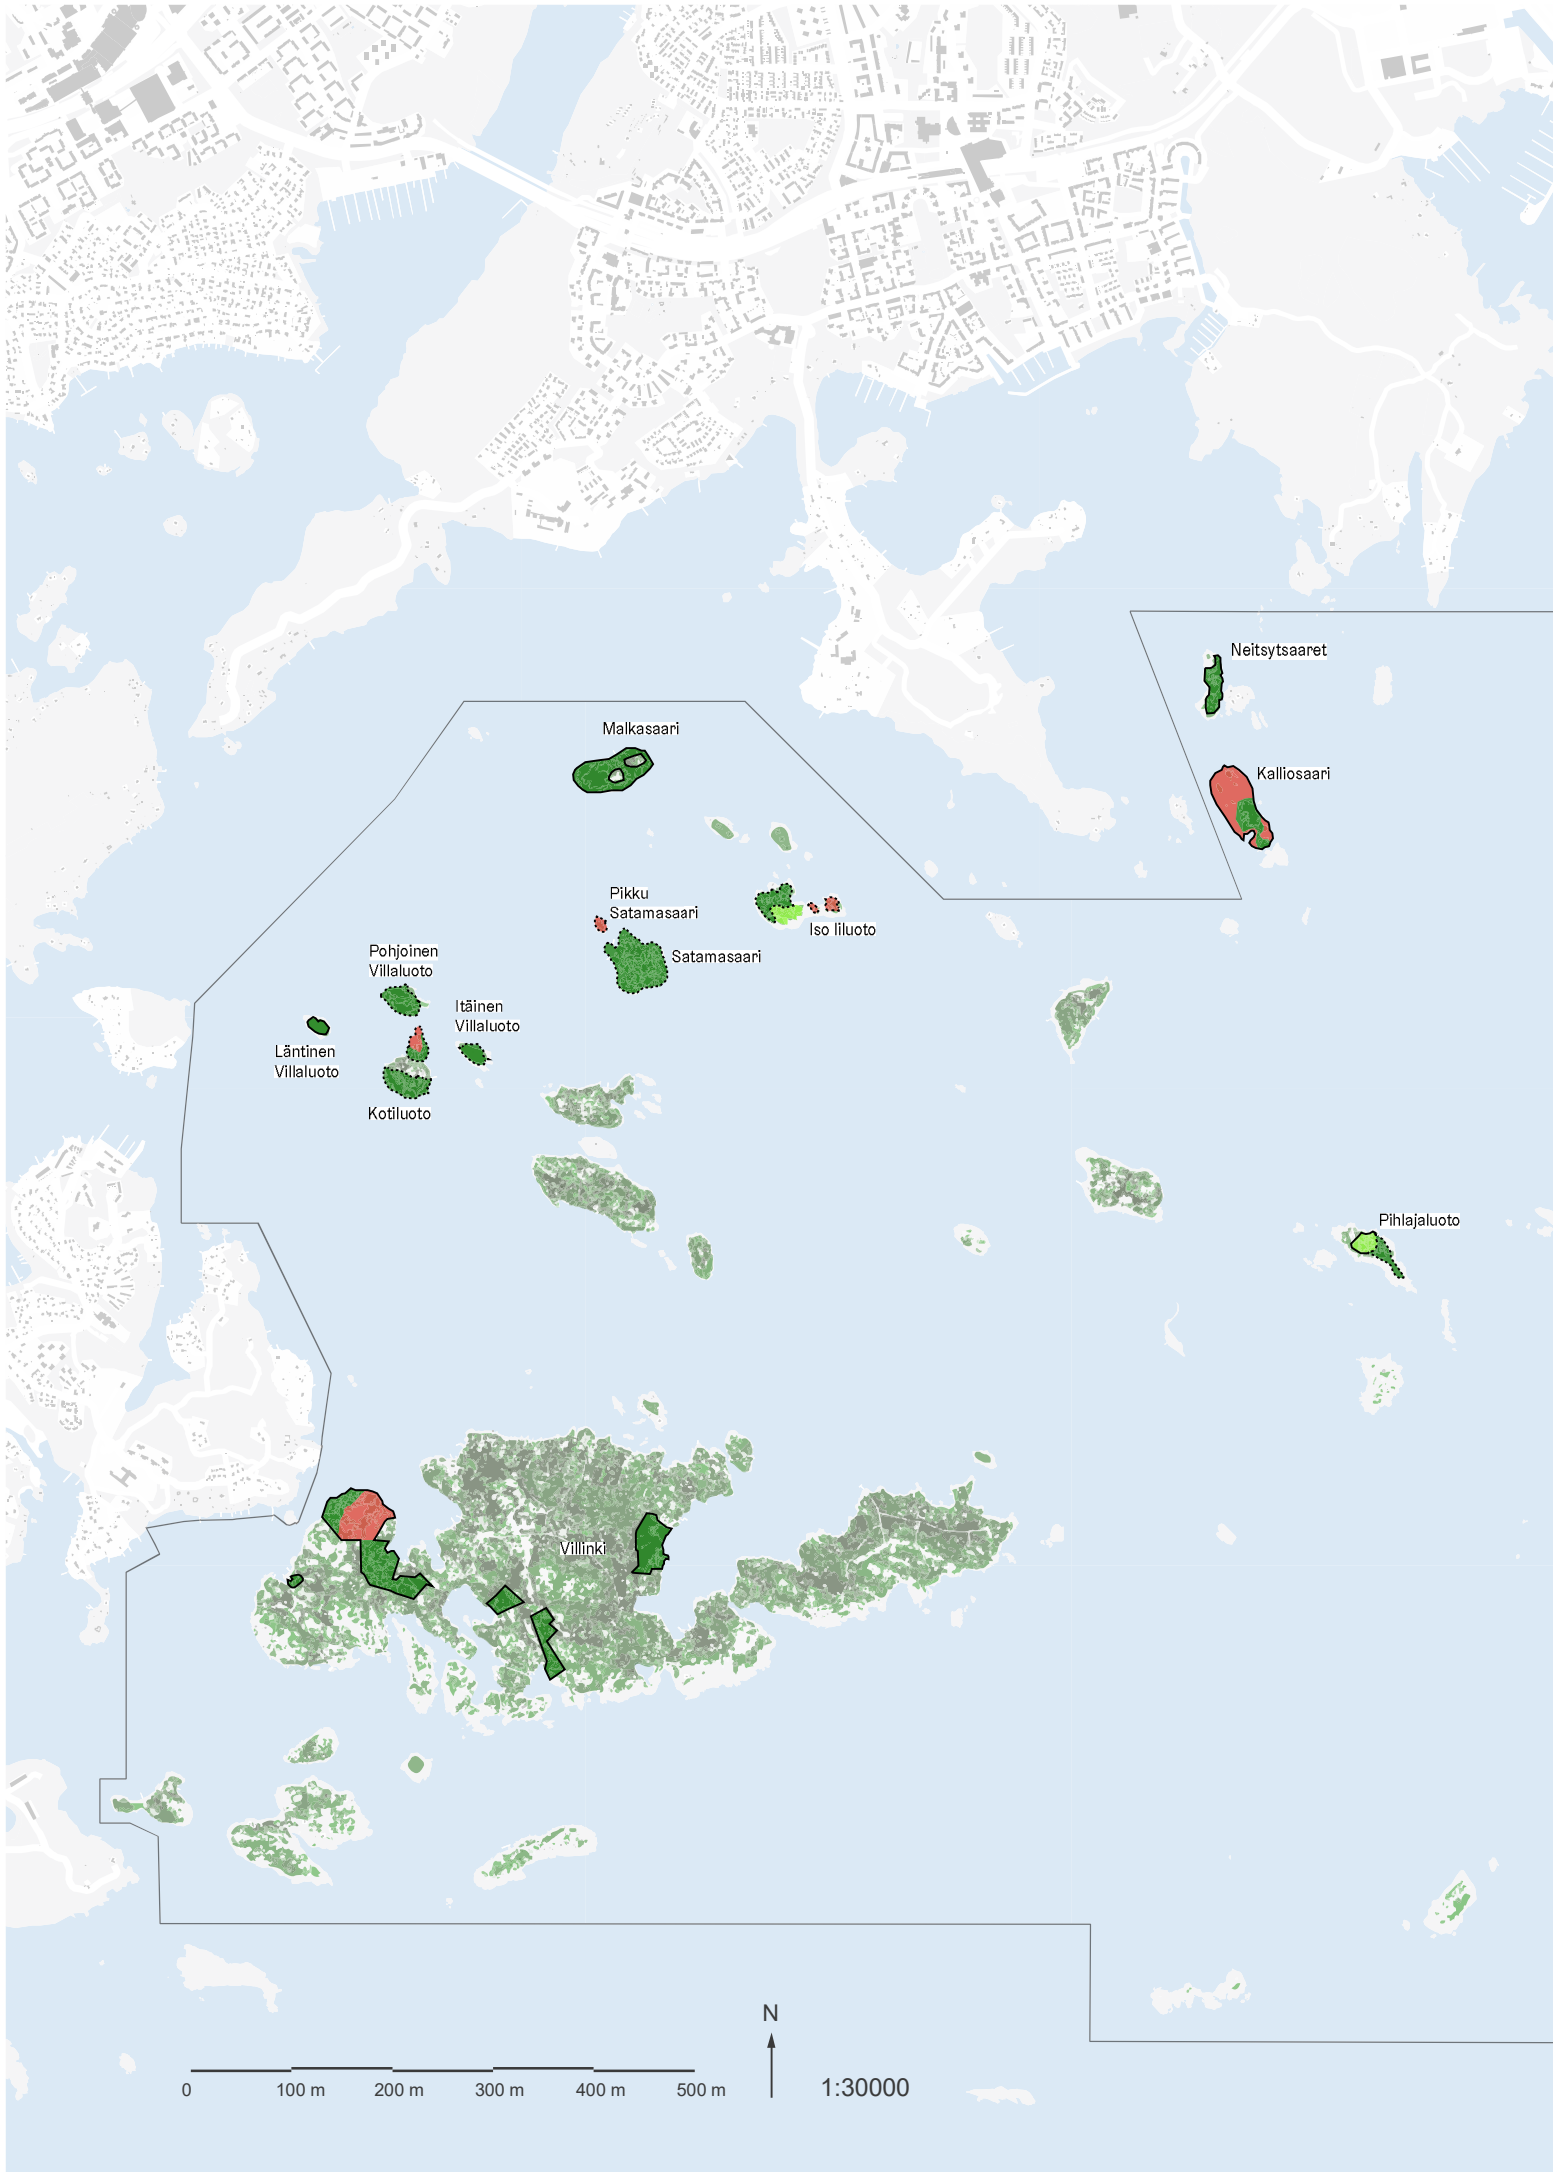 Neitsytsaaret
Malkasaari
Kalliosaari
Pikku
Satamasaari
Iso Iiluoto
Pohjoinen
Villaluoto
Satamasaari
Itäinen
Villaluoto
Läntinen
Villaluoto
Kotiluoto
Pihlajaluoto
Villinki
N
0 100 m 200 m 300 m 400 m 500 m
1:30000